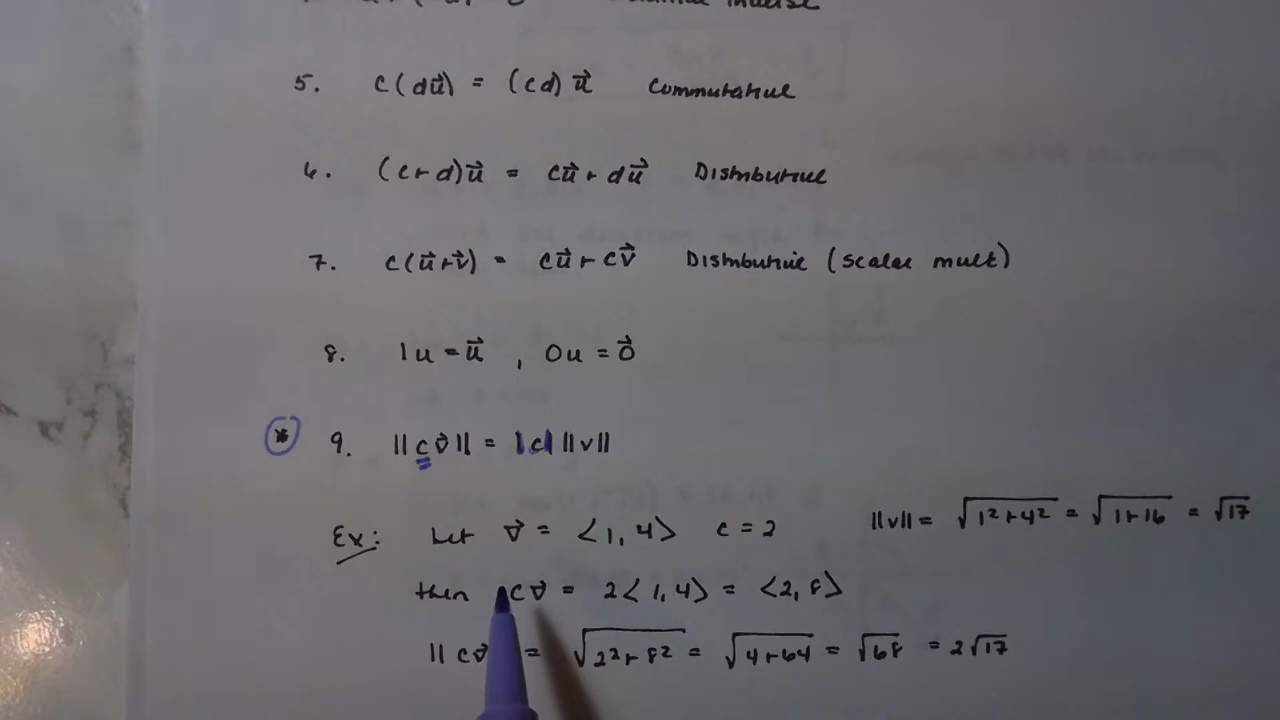 Inverse
5. c(du⃗) = (cd)u⃗ Commutative
6. (c+d)u⃗ = cu⃗ + du⃗ Distributive
7. c(u⃗+v⃗) = cu⃗ + cv⃗ Distributive (scalar mult)
8. 1u = u⃗ , 0u = 0⃗
* 9. ||cv⃗|| = |c| ||v||
Ex: Let v⃗ = <1, 4> c = 2 ||v|| = √(1²+4²) = √(1+16) = √17
then cv⃗ = 2<1, 4> = <2, 8>
||cv⃗ = √(2²+8²) = √(4+64) = √68 = 2√17